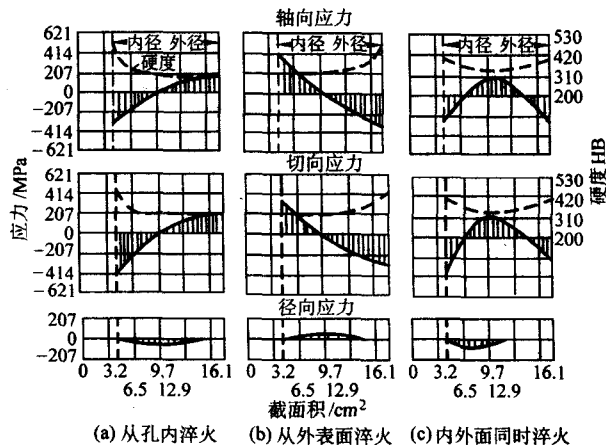 轴向应力
621
414
207
0
-207
-414
-621
内径 外径
硬度
内径 外径
内径 外径
530
420
310
200
应力/MPa
硬度HB
切向应力
621
414
207
0
-207
-414
-621
530
420
310
200
径向应力
207
0
-207
0 3.2 9.7 16.1 0 3.2 9.7 16.1 0 3.2 9.7 16.1
6.5 12.9 6.5 12.9 6.5 12.9
截面积/cm²
(a) 从孔内淬火 (b) 从外表面淬火 (c) 内外面同时淬火